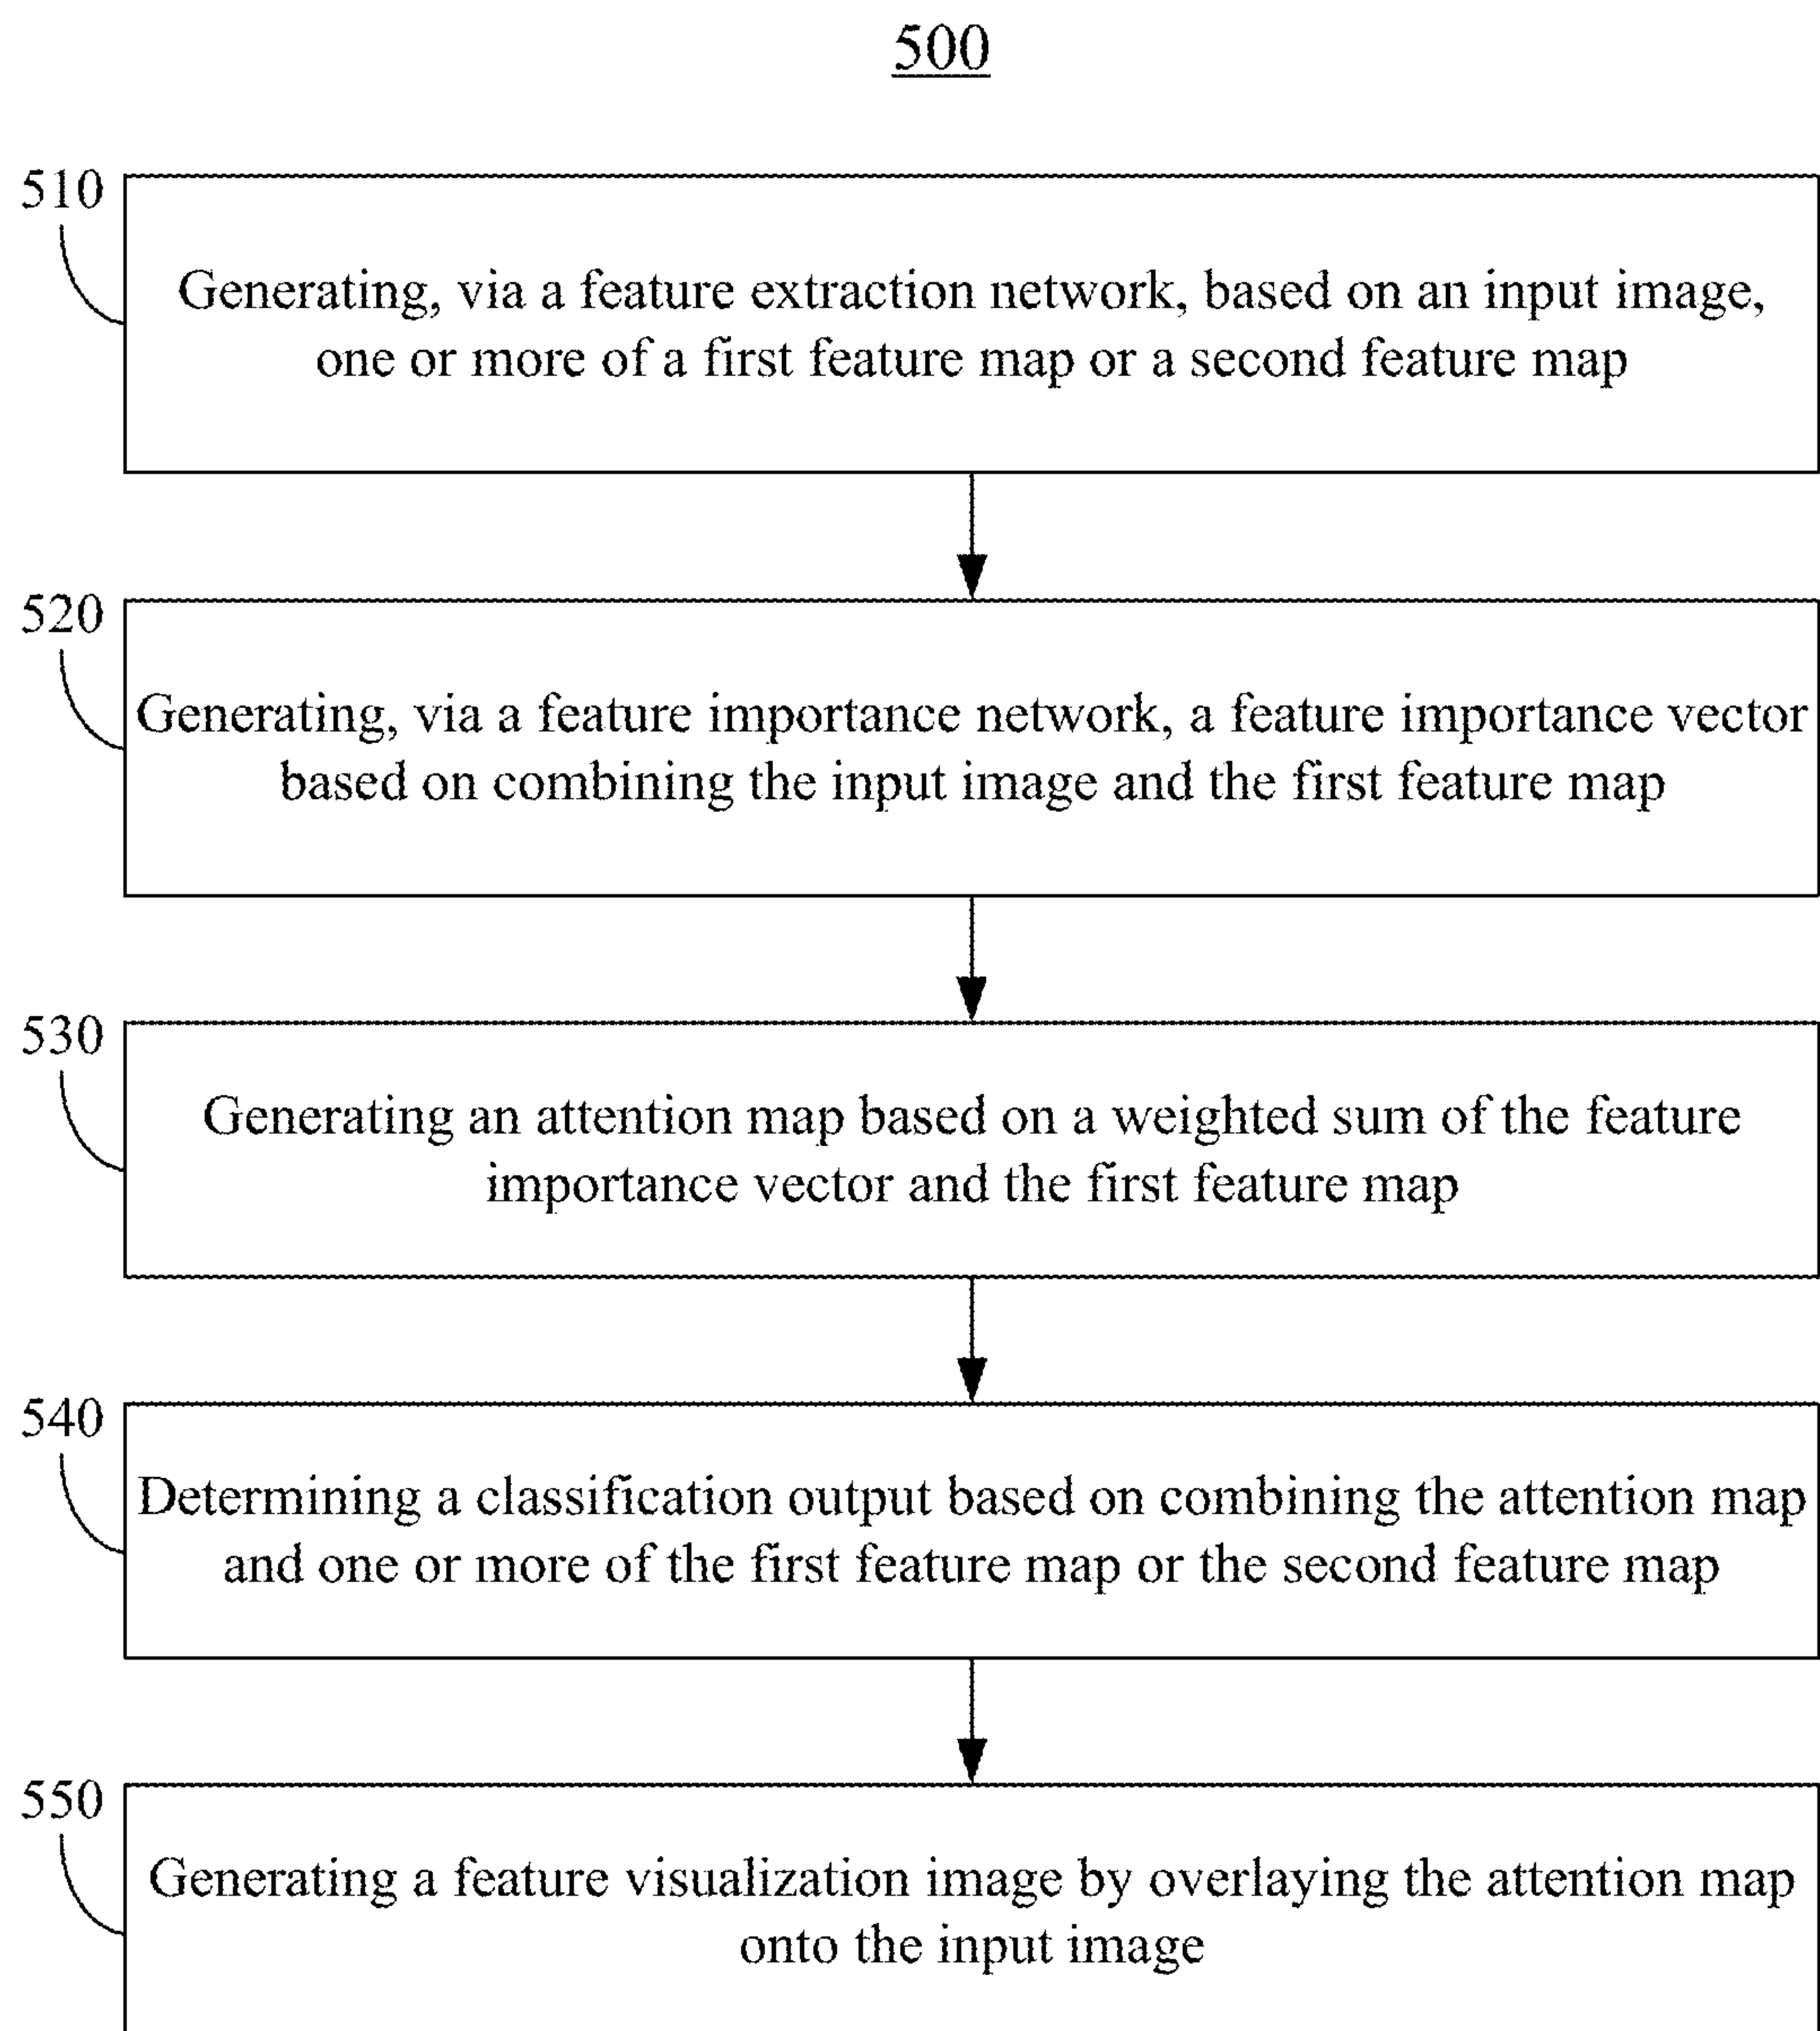 500
510
Generating, via a feature extraction network, based on an input image,
one or more of a first feature map or a second feature map
520
Generating, via a feature importance network, a feature importance vector
based on combining the input image and the first feature map
530
Generating an attention map based on a weighted sum of the feature
importance vector and the first feature map
540
Determining a classification output based on combining the attention map
and one or more of the first feature map or the second feature map
550
Generating a feature visualization image by overlaying the attention map
onto the input image